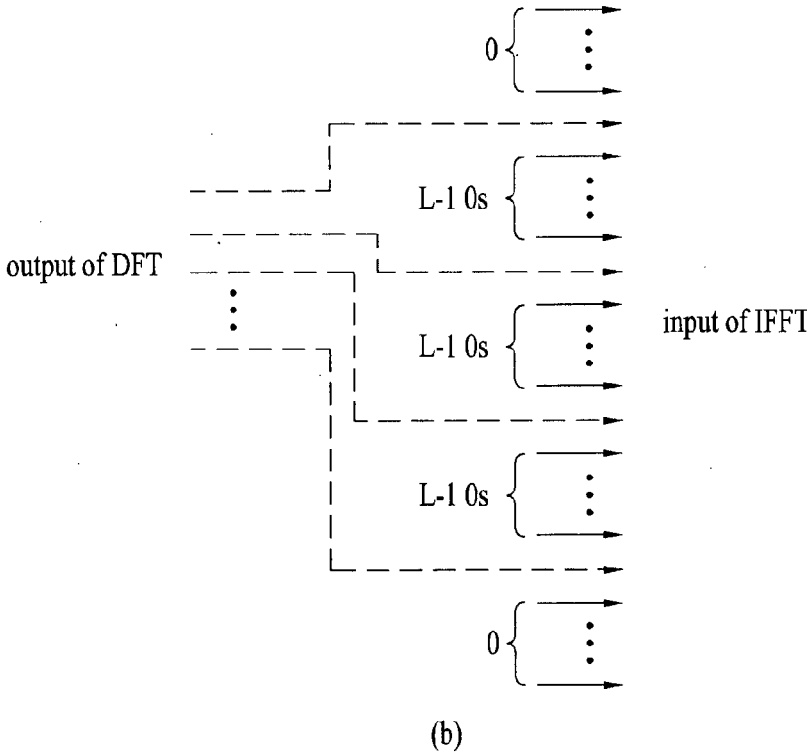 0
L-1 0s
output of DFT
L-1 0s
input of IFFT
L-1 0s
0
(b)